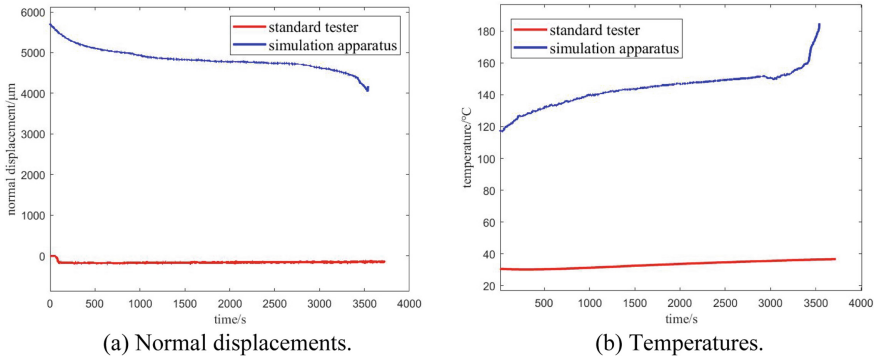 standard tester
simulation apparatus
6000
5000
4000
6000
2000
1000
0
normal displacement/μm
0 500 1000 1500 2000 2500 3000 3500 4000
time/s
(a) Normal displacements.
standard tester
simulation apparatus
180
160
140
120
100
80
60
40
20
temperature/°C
500 1000 1500 2000 2500 3000 3500 4000
time/s
(b) Temperatures.